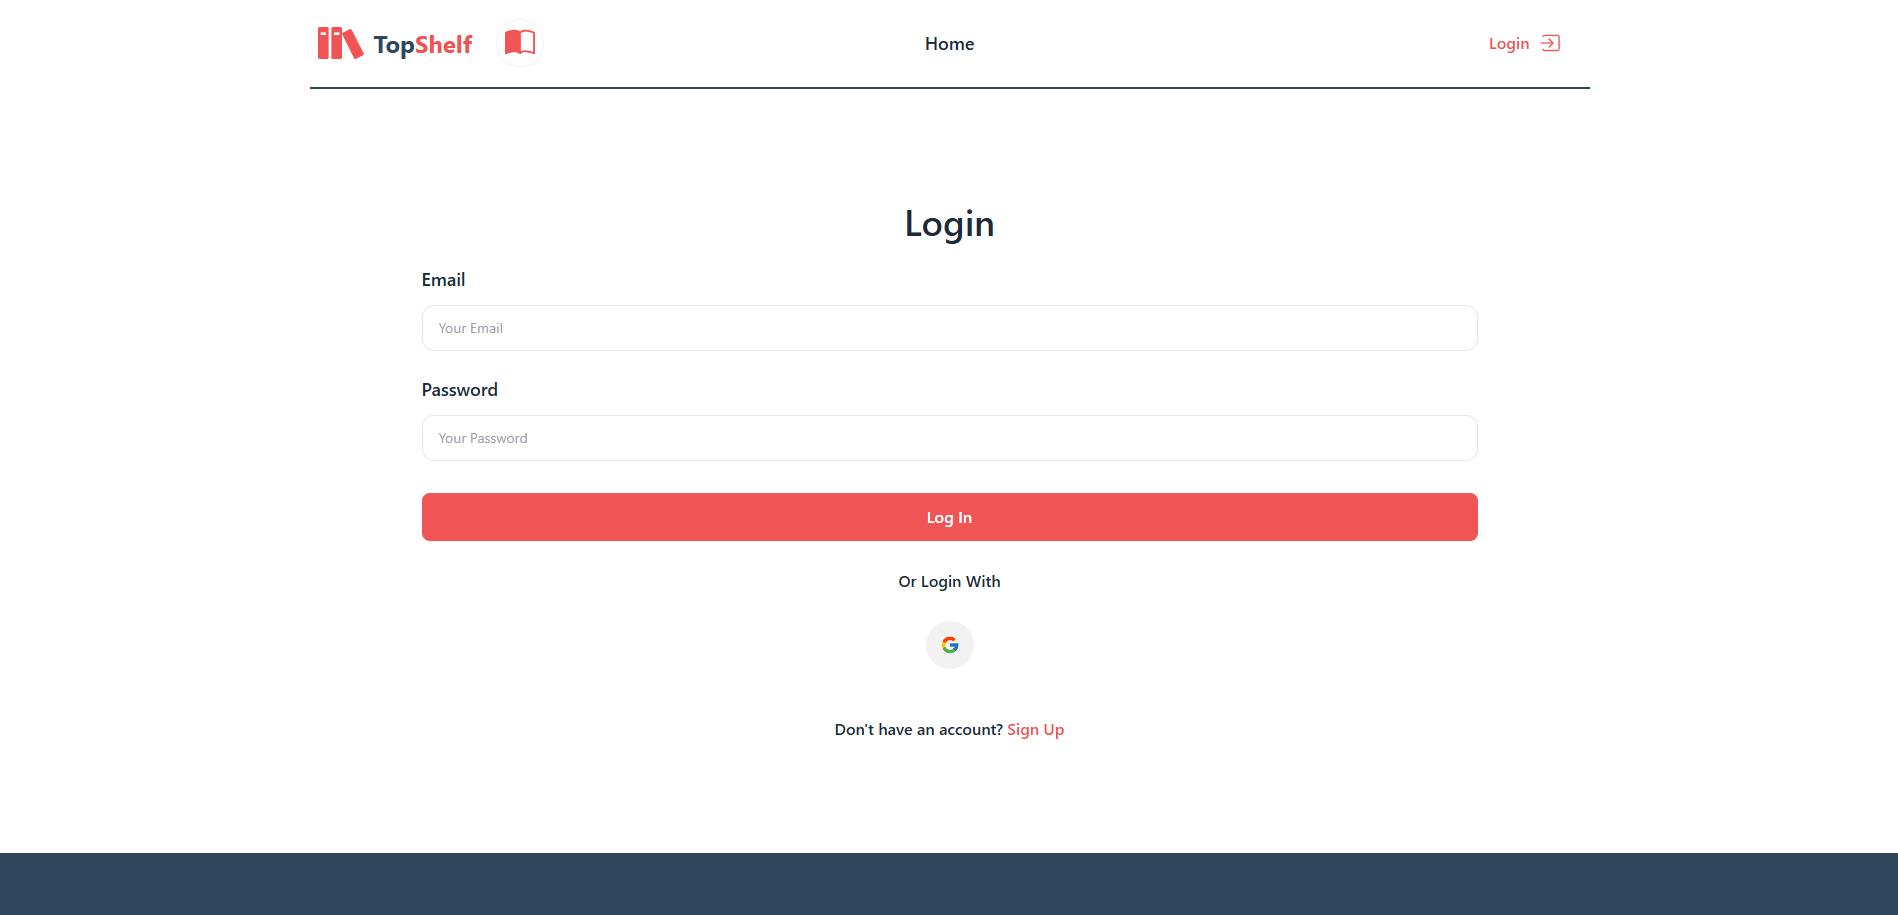 TopShelf
Home
Login
Login
Email
Your Email
Password
Your Password
Log In
Or Login With
Don't have an account? Sign Up